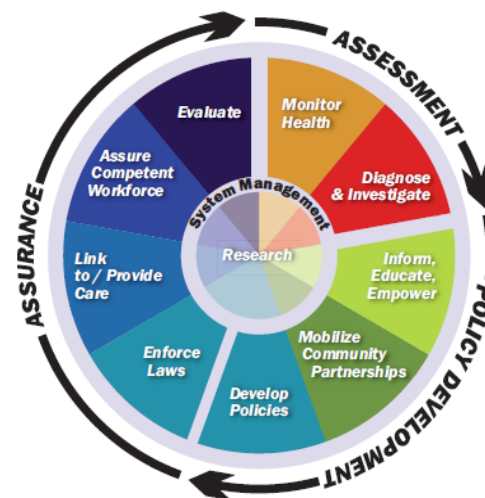 ASSESSMENT
POLICY DEVELOPMENT
ASSURANCE
Evaluate
Monitor
Health
Diagnose
& Investigate
Inform,
Educate,
Empower
Mobilize
Community
Partnerships
Develop
Policies
Enforce
Laws
Link
to / Provide
Care
Assure
Competent
Workforce
System Management
Research